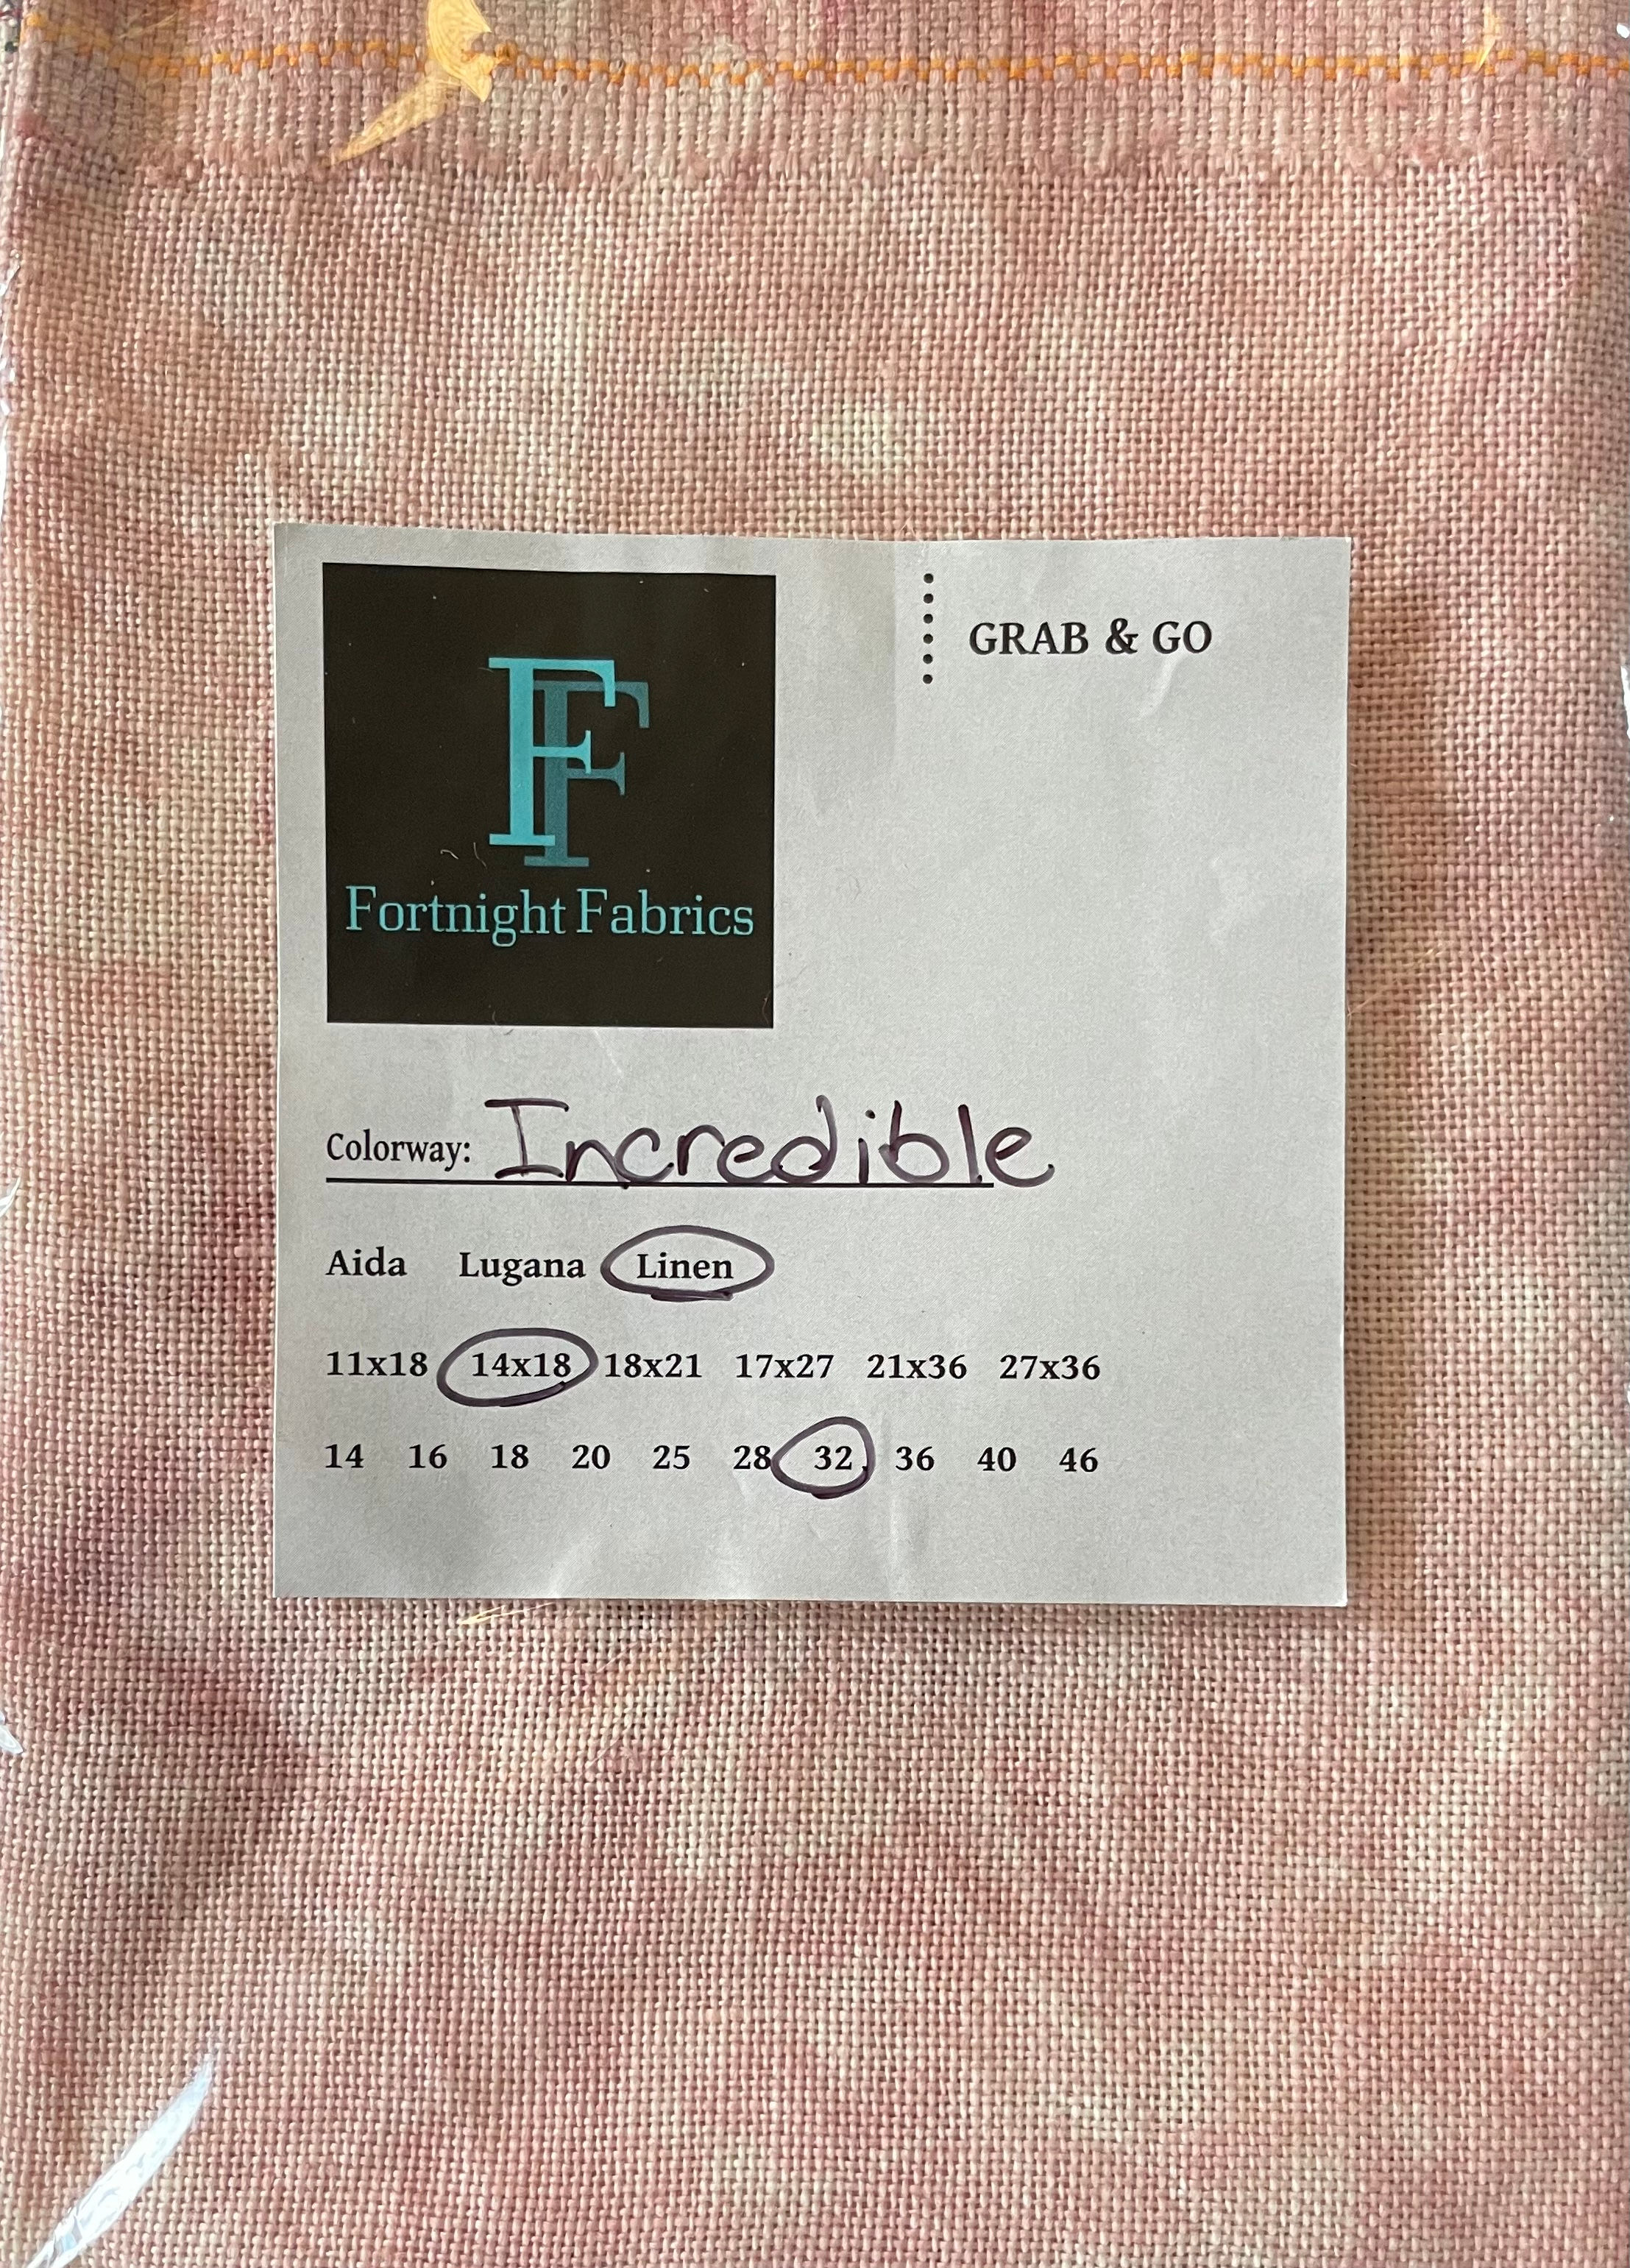 GRAB & GO
F F
Fortnight Fabrics
Colorway: Incredible
Aida Lugana Linen
11x18 14x18 18x21 17x27 21x36 27x36
14 16 18 20 25 28 32 36 40 46